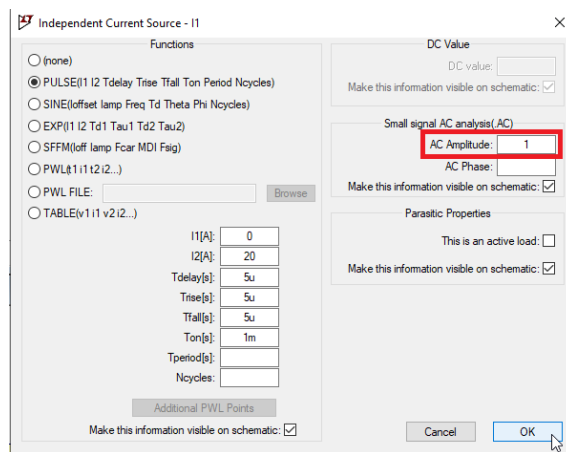 Independent Current Source - I1
Functions
(none)
PULSE(I1 I2 Tdelay Trise Tfall Ton Period Ncycles)
SINE(Ioffset Iamp Freq Td Theta Phi Ncycles)
EXP(I1 I2 Td1 Tau1 Td2 Tau2)
SFFM(Ioff Iamp Fcar MDI Fsig)
PWL(t1 i1 t2 i2...)
PWL FILE:
Browse
TABLE(v1 i1 v2 i2...)
I1[A]: 0
I2[A]: 20
Tdelay[s]: 5u
Trise[s]: 5u
Tfall[s]: 5u
Ton[s]: 1m
Tperiod[s]:
Ncycles:
Additional PWL Points
Make this information visible on schematic:
DC Value
DC value:
Make this information visible on schematic:
Small signal AC analysis(.AC)
AC Amplitude: 1
AC Phase:
Make this information visible on schematic:
Parasitic Properties
This is an active load:
Make this information visible on schematic:
Cancel
OK